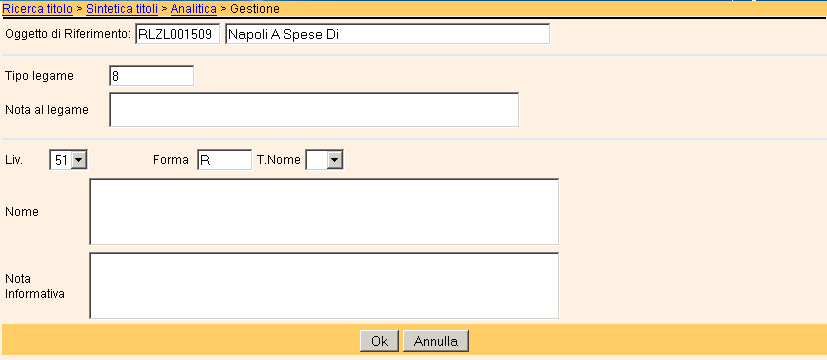 Ricerca titolo > Sintetica titoli > Analitica > Gestione
Oggetto di Riferimento: RLZL001509 Napoli A Spese Di
Tipo legame 8
Nota al legame
Liv. 51 Forma R T.Nome
Nome
Nota
Informativa
Ok Annulla